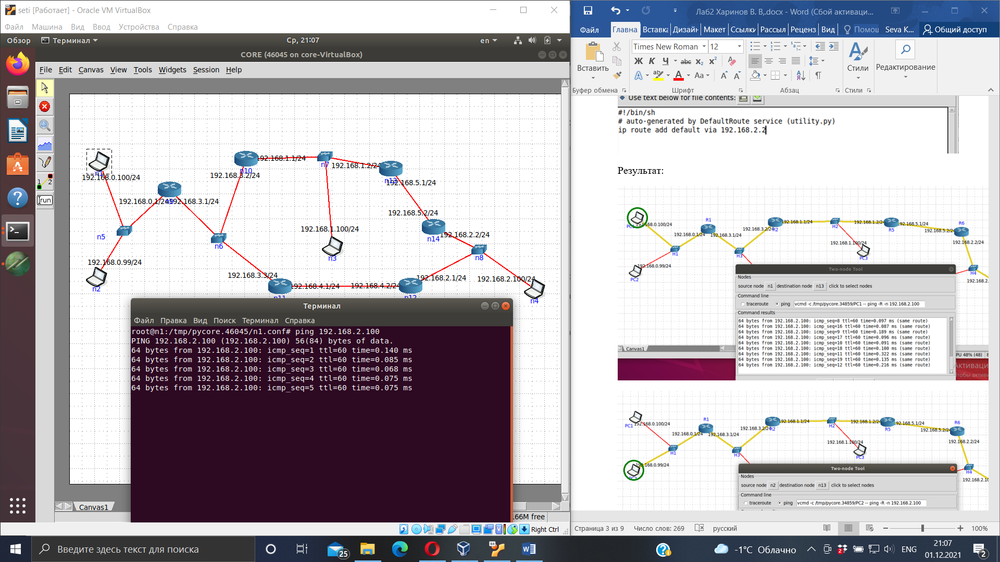 seti [Работает] - Oracle VM VirtualBox
Файл Машина Вид Ввод Устройства Справка
Обзор Терминал Ср, 21:07 en
CORE (46045 on core-VirtualBox)
File Edit Canvas View Tools Widgets Session Help
192.168.1.1/24
n10
n7
192.168.1.2/24
n13
n1
192.168.0.100/24
192.168.3.2/24
192.168.5.1/24
192.168.0.1/24
n9
192.168.3.1/24
192.168.5.2/24
192.168.1.100/24
n5
n6
n3
n14
192.168.2.2/24
n8
192.168.0.99/24
n2
192.168.3.3/24
192.168.4.1/24
192.168.4.2/24
192.168.2.1/24
192.168.2.100/24
n11
n12
n4
1 2
run
Терминал
Файл Правка Вид Поиск Терминал Справка
root@n1:/tmp/pycore.46045/n1.conf# ping 192.168.2.100
PING 192.168.2.100 (192.168.2.100) 56(84) bytes of data.
64 bytes from 192.168.2.100: icmp_seq=1 ttl=60 time=0.140 ms
64 bytes from 192.168.2.100: icmp_seq=2 ttl=60 time=0.085 ms
64 bytes from 192.168.2.100: icmp_seq=3 ttl=60 time=0.068 ms
64 bytes from 192.168.2.100: icmp_seq=4 ttl=60 time=0.075 ms
64 bytes from 192.168.2.100: icmp_seq=5 ttl=60 time=0.075 ms
Canvas1
166M free
Right Ctrl
Лаб2 Харинов В. В,.docx - Word (Сбой активаци...
Файл Главна Вставка Дизайн Макет Ссылки Рассыл Реценз Вид Помощ Seva K... Общий доступ
Вставить
Times New Roman 12
Ж К Ч abc x₂ x²
A ab A Aa A A
Стили
Редактирование
Буфер обмена Шрифт Абзац Стили
Use text below for file contents:
#!/bin/sh
# auto-generated by DefaultRoute service (utility.py)
ip route add default via 192.168.2.2
Результат:
R1
R2
192.168.1.1/24
H2
192.168.1.2/24
R5
192.168.5.1/24
R6
PC1
192.168.0.100/24
192.168.3.2/24
192.168.5.2/24
192.168.0.1/24
192.168.3.1/24
192.168.1.100/24
192.168.2.2/24
H1
H3
PC3
192.168.0.99/24
PC2
H4
192.168.2.
Two-node Tool
Nodes
source node n1 destination node n13 click to select nodes
Command line
traceroute ping vcmd -c /tmp/pycore.34859/PC1 -- ping -R -n 192.168.2.100
Command results
64 bytes from 192.168.2.100: icmp_seq=8 ttl=60 time=0.097 ms (same route)
64 bytes from 192.168.2.100: icmp_seq=16 ttl=60 time=0.087 ms (same route)
64 bytes from 192.168.2.100: icmp_seq=9 ttl=60 time=0.189 ms (same route)
64 bytes from 192.168.2.100: icmp_seq=17 ttl=60 time=0.096 ms (same route)
64 bytes from 192.168.2.100: icmp_seq=10 ttl=60 time=0.091 ms (same route)
64 bytes from 192.168.2.100: icmp_seq=18 ttl=60 time=0.100 ms (same route)
64 bytes from 192.168.2.100: icmp_seq=11 ttl=60 time=0.322 ms (same route)
64 bytes from 192.168.2.100: icmp_seq=19 ttl=60 time=0.135 ms (same route)
64 bytes from 192.168.2.100: icmp_seq=12 ttl=60 time=0.216 ms (same route)
Canvas1
PU 48% (48)
Активаци
Чтобы активи
R1
R2
192.168.1.1/24
H2
192.168.1.2/24
R5
192.168.5.1/24
R6
PC1
192.168.0.100/24
192.168.3.2/24
192.168.5.2/24
192.168.0.1/24
192.168.3.1/24
192.168.1.100/24
192.168.2.2/24
H1
H3
PC3
192.168.0.99/24
PC2
H4
192.168.2.10
Two-node Tool
Nodes
source node n2 destination node n13 click to select nodes
Command line
traceroute ping vcmd -c /tmp/pycore.34859/PC2 -- ping -R -n 192.168.2.100
Страница 3 из 9 Число слов: 269 русский 100%
Введите здесь текст для поиска
25
64
-1°C Облачно
2
ENG
21:07
01.12.2021
2